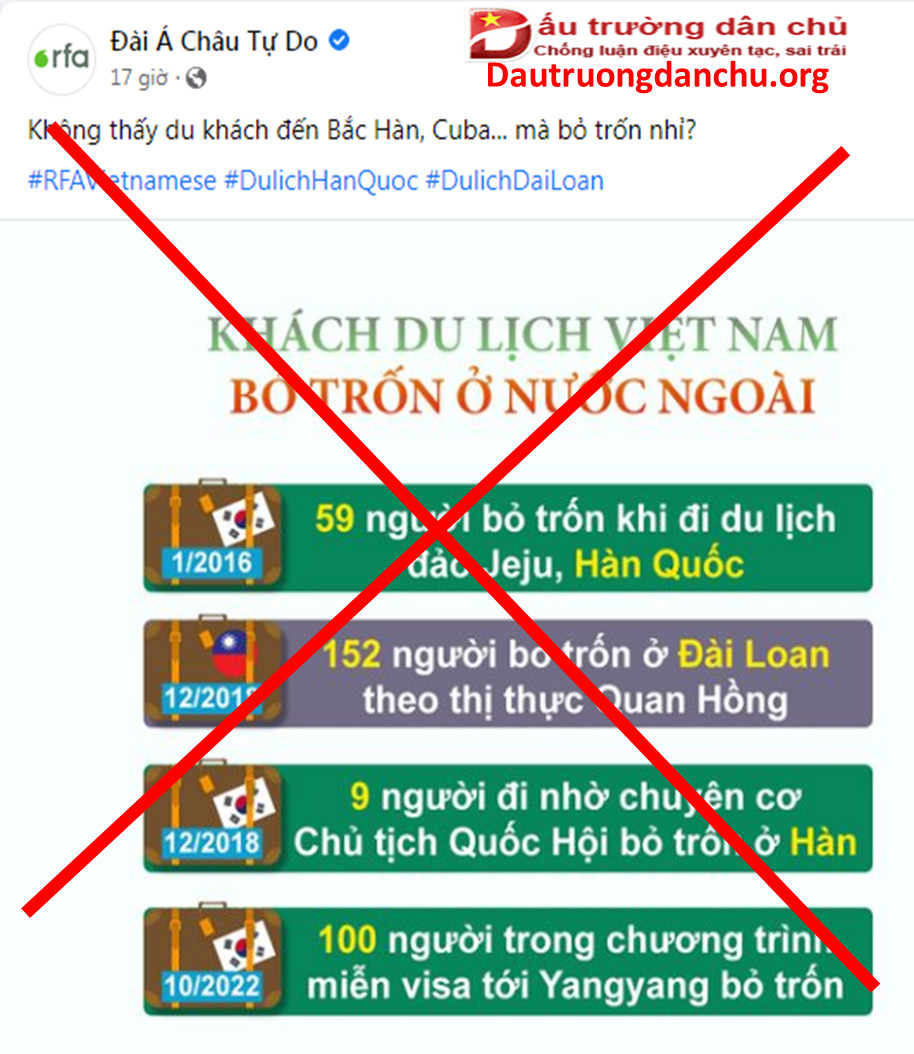 rfa
Đài Á Châu Tự Do
17 giờ ·
ấu trường dân chủ
Chống luận điệu xuyên tạc, sai trái
Dautruongdanchu.org
Không thấy du khách đến Bắc Hàn, Cuba... mà bỏ trốn nhỉ?
#RFAVietnamese #DulichHanQuoc #DulichDaiLoan
KHÁCH DU LỊCH VIỆT NAM
BỎ TRỐN Ở NƯỚC NGOÀI
1/2016
59 người bỏ trốn khi đi du lịch
đảo Jeju, Hàn Quốc
12/2018
152 người bỏ trốn ở Đài Loan
theo thị thực Quan Hồng
12/2018
9 người đi nhờ chuyên cơ
Chủ tịch Quốc Hội bỏ trốn ở Hàn
10/2022
100 người trong chương trình
miễn visa tới Yangyang bỏ trốn